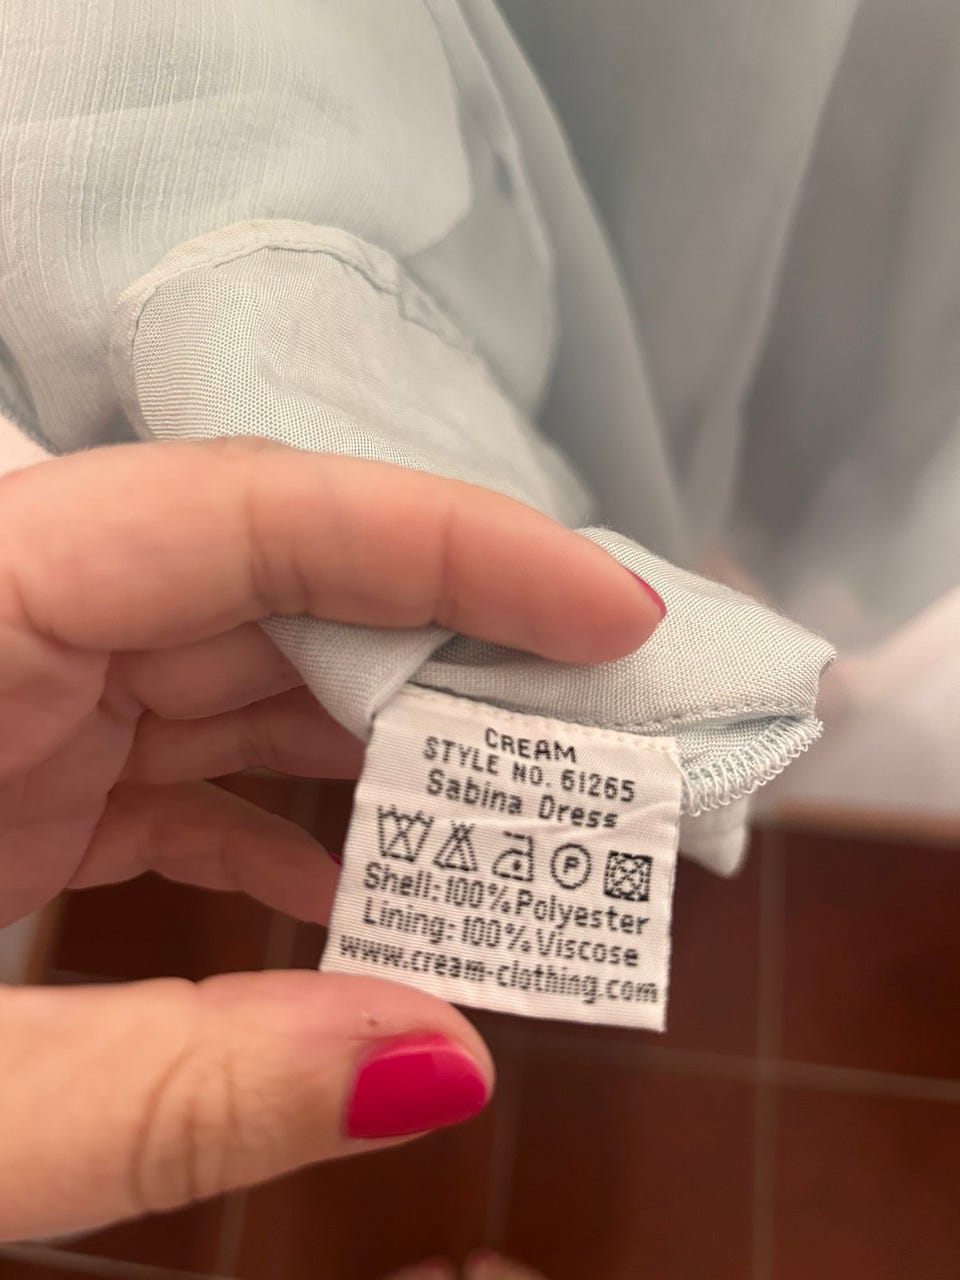 CREAM
STYLE NO. 61265
Sabina Dress
P
Shell:100%Polyester
Lining:100%Viscose
www.cream-clothing.com